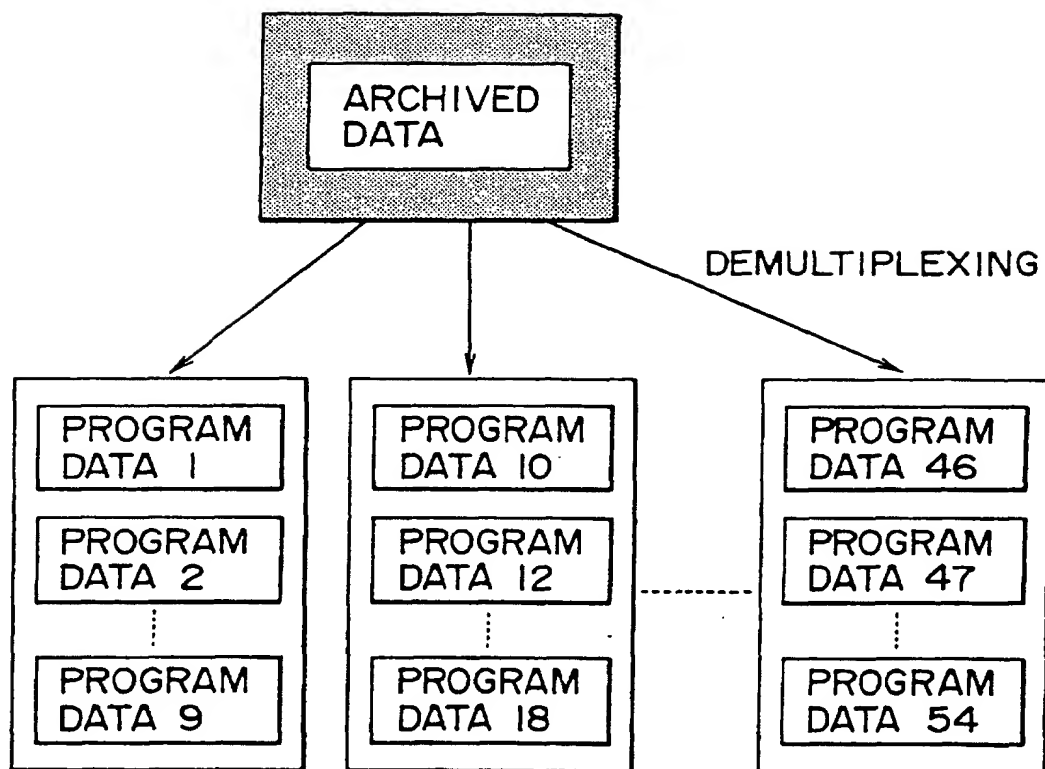 ARCHIVED
DATA
DEMULTIPLEXING
PROGRAM
DATA 1
PROGRAM
DATA 2
PROGRAM
DATA 9
PROGRAM
DATA 10
PROGRAM
DATA 12
PROGRAM
DATA 18
PROGRAM
DATA 46
PROGRAM
DATA 47
PROGRAM
DATA 54